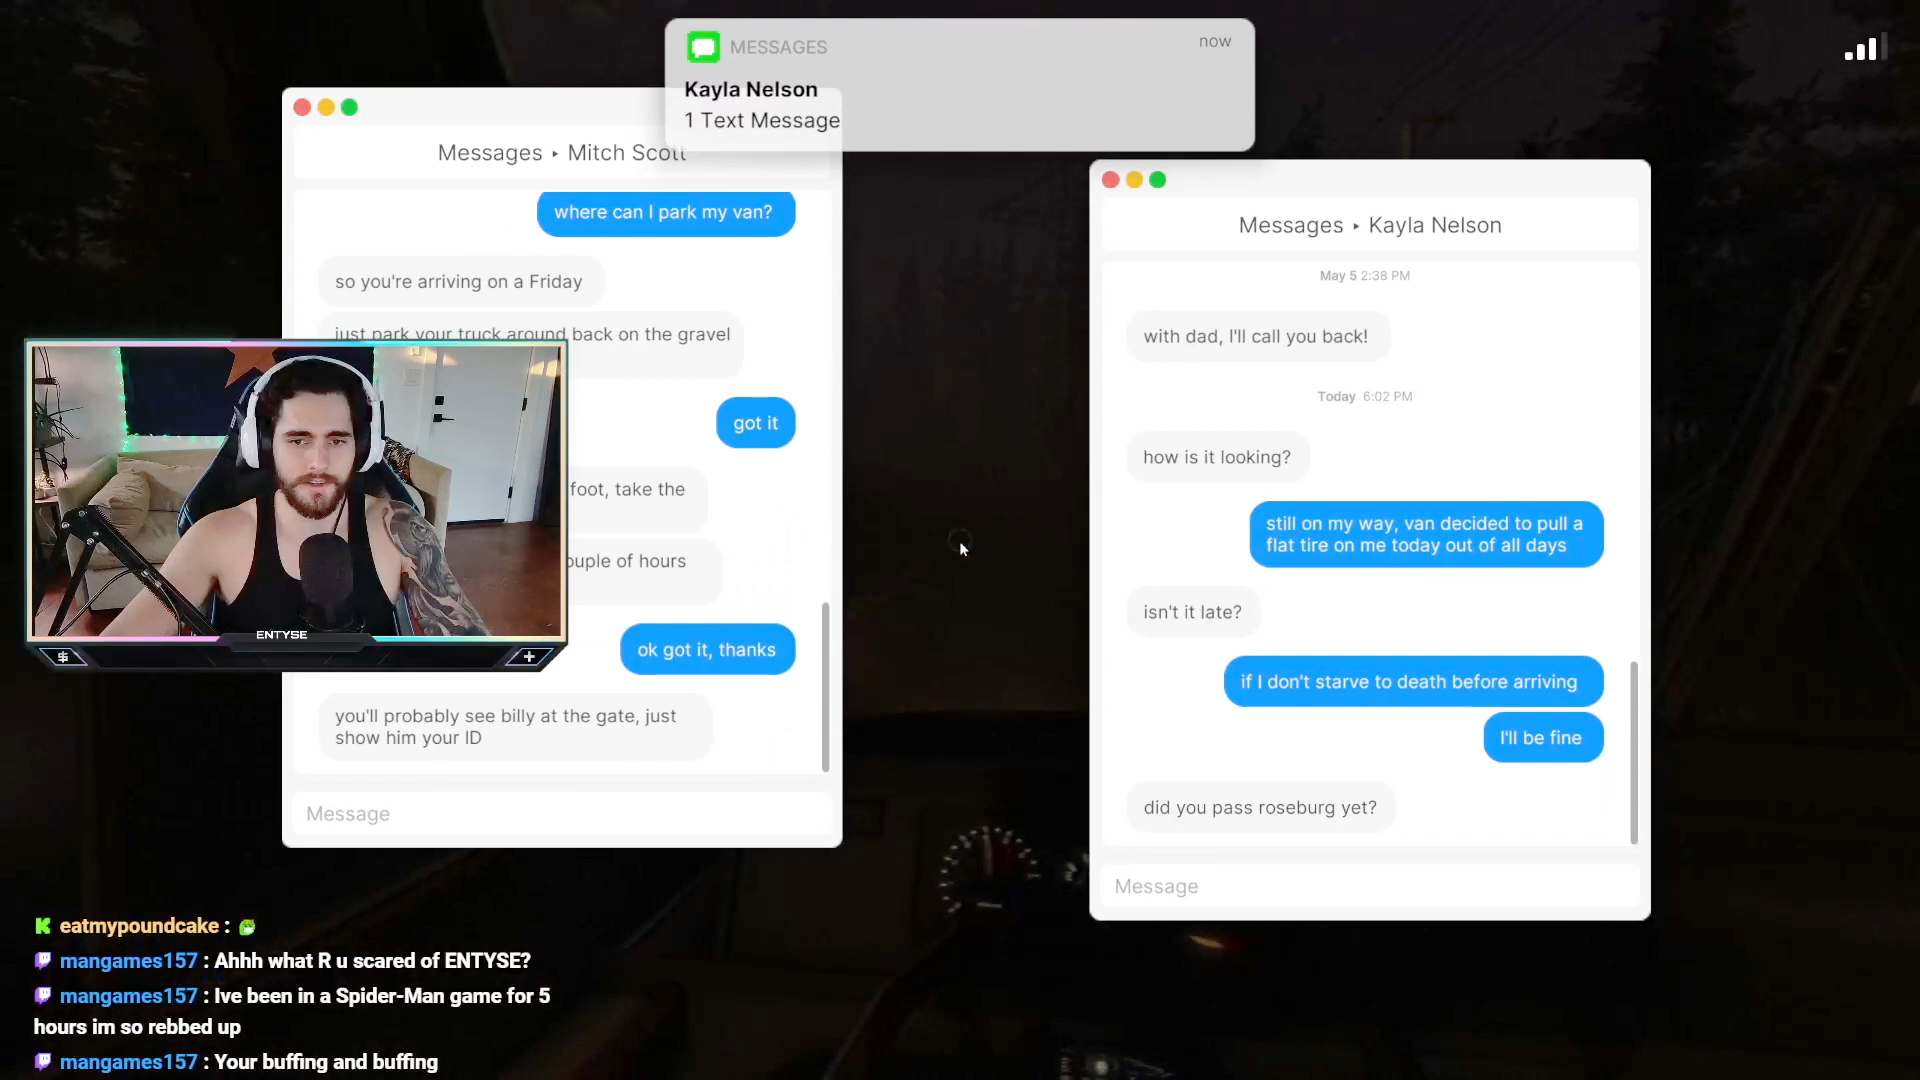 MESSAGES
now
Kayla Nelson
1 Text Message
Messages ▸ Mitch Scott
where can I park my van?
so you're arriving on a Friday
just park your truck around back on the gravel
got it
foot, take the
ouple of hours
ok got it, thanks
you'll probably see billy at the gate, just
show him your ID
Message
Messages ▸ Kayla Nelson
May 5 2:38 PM
with dad, I'll call you back!
Today 6:02 PM
how is it looking?
still on my way, van decided to pull a
flat tire on me today out of all days
isn't it late?
if I don't starve to death before arriving
I'll be fine
did you pass roseburg yet?
Message
ENTYSE
eatmypoundcake :
mangames157 : Ahhh what R u scared of ENTYSE?
mangames157 : Ive been in a Spider-Man game for 5
hours im so rebbed up
mangames157 : Your buffing and buffing